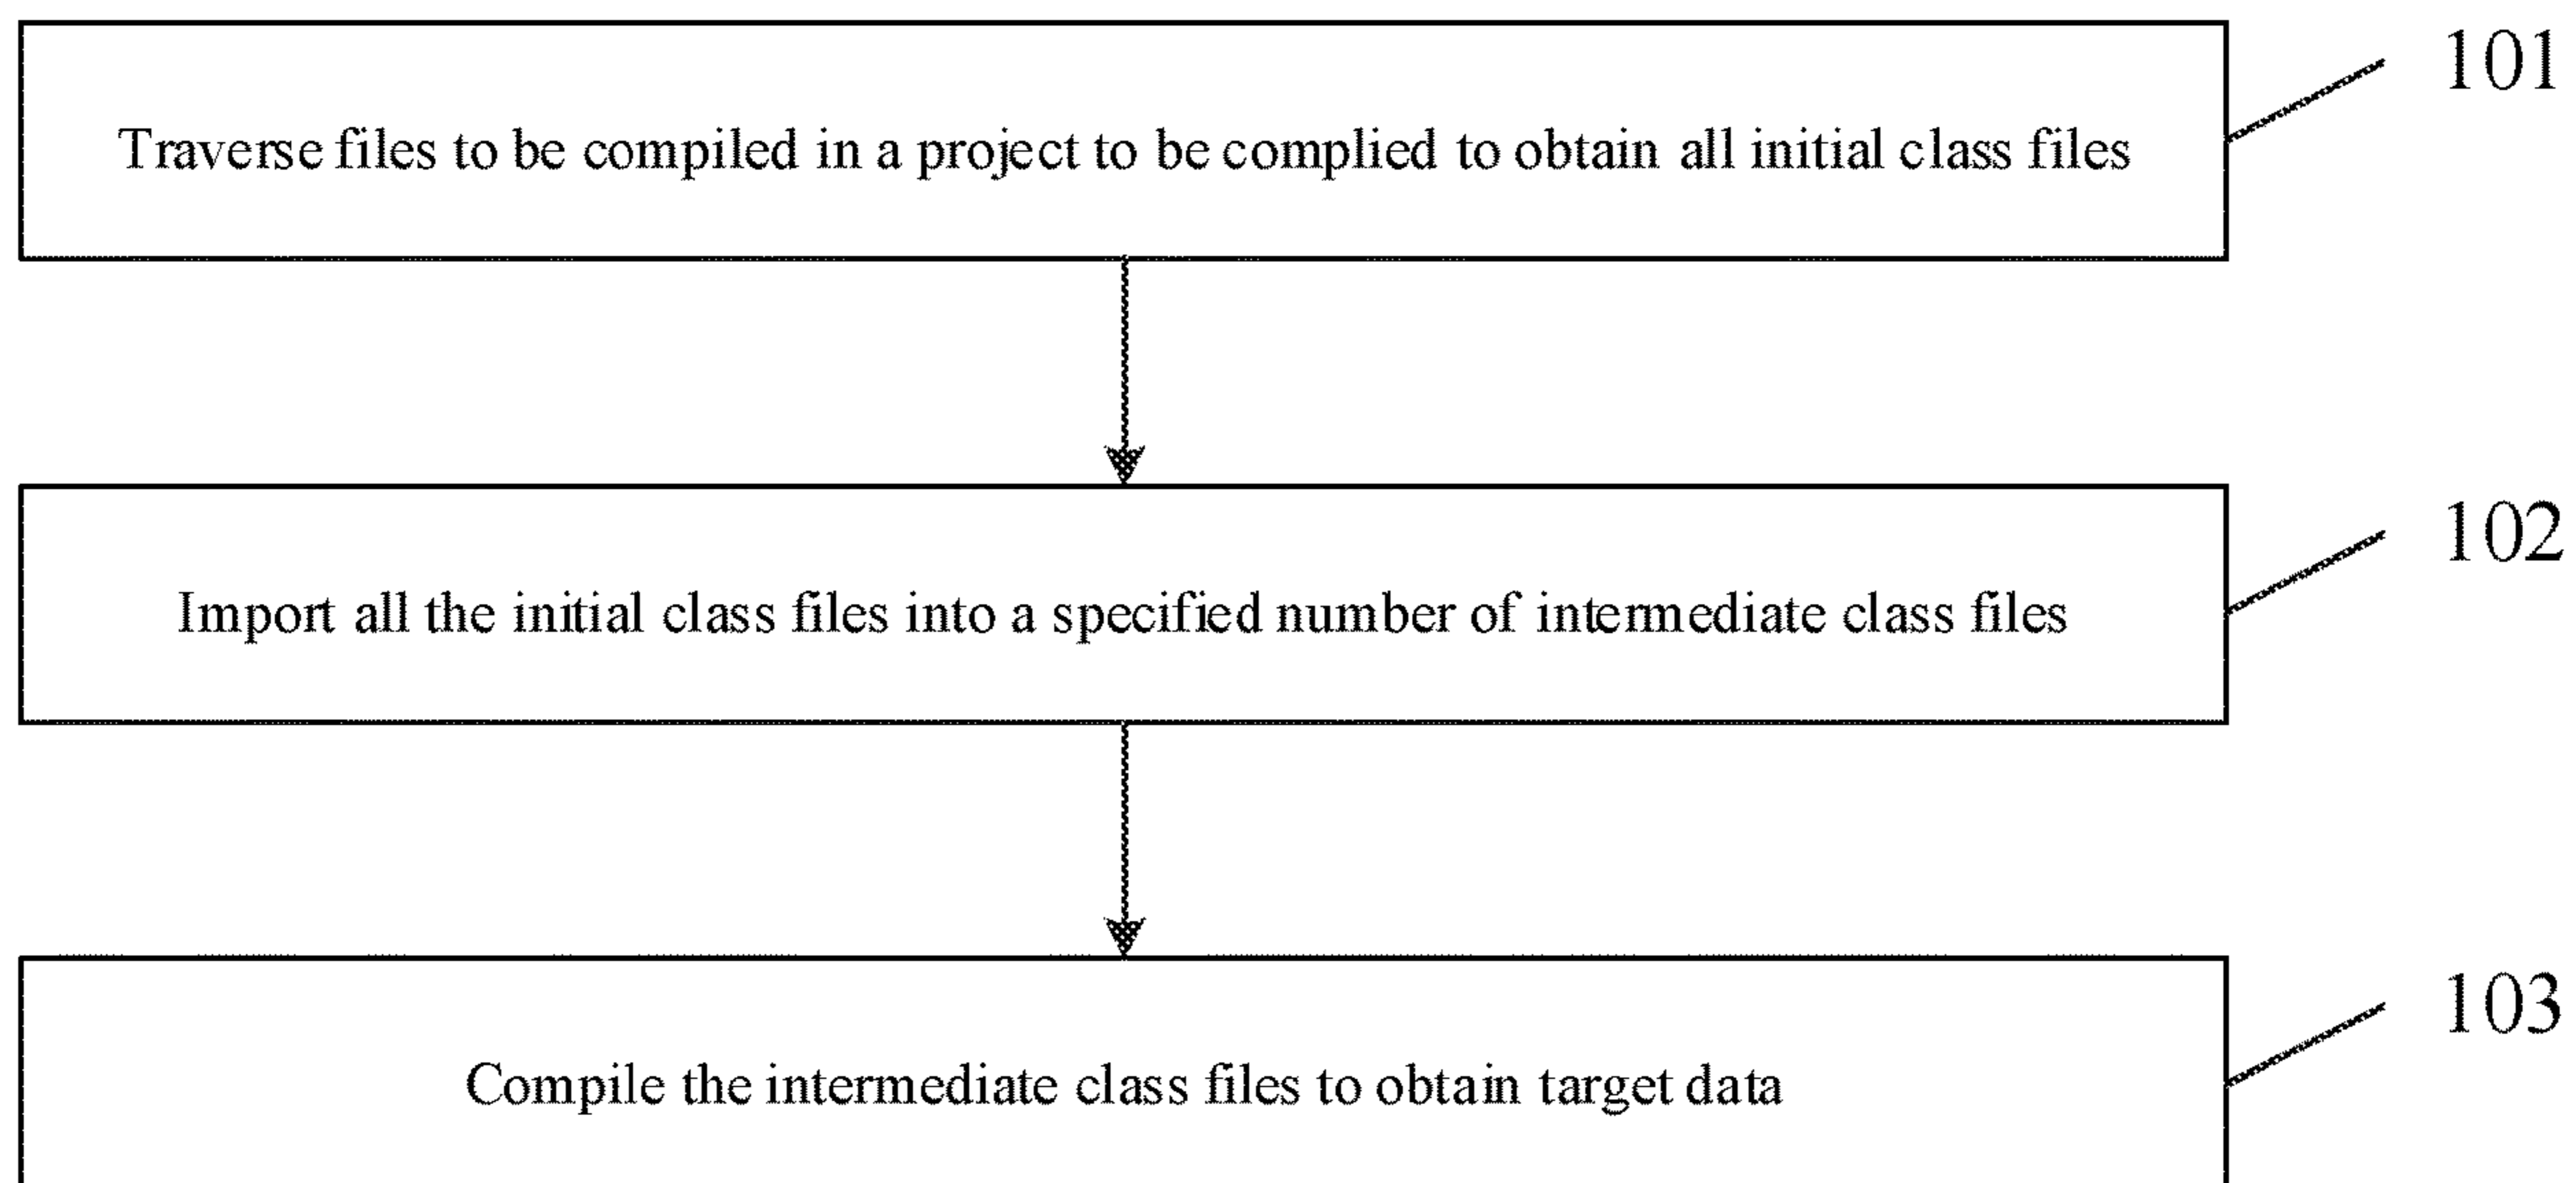 101
Traverse files to be compiled in a project to be complied to obtain all initial class files
102
Import all the initial class files into a specified number of intermediate class files
103
Compile the intermediate class files to obtain target data